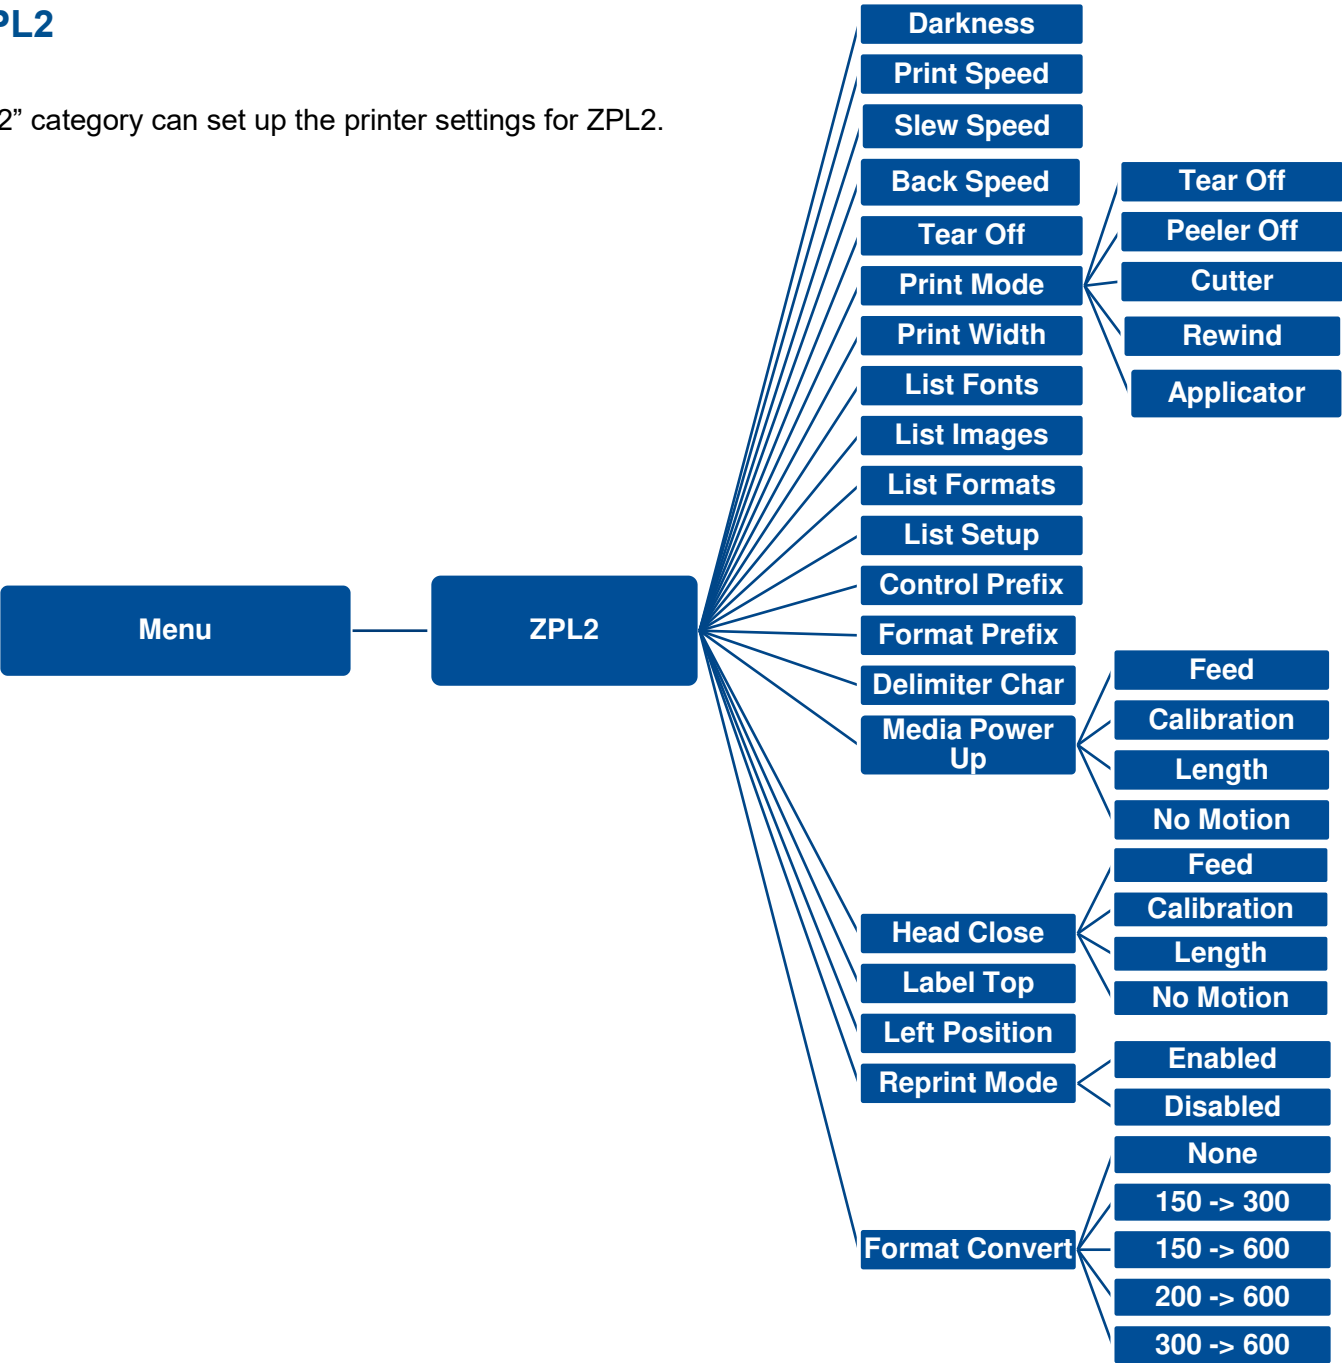 PL2
2” category can set up the printer settings for ZPL2.
Menu
ZPL2
Darkness
Print Speed
Slew Speed
Back Speed
Tear Off
Print Mode
Tear Off
Peeler Off
Cutter
Rewind
Applicator
Print Width
List Fonts
List Images
List Formats
List Setup
Control Prefix
Format Prefix
Delimiter Char
Media Power
Up
Feed
Calibration
Length
No Motion
Head Close
Feed
Calibration
Length
No Motion
Label Top
Left Position
Reprint Mode
Enabled
Disabled
Format Convert
None
150 -> 300
150 -> 600
200 -> 600
300 -> 600